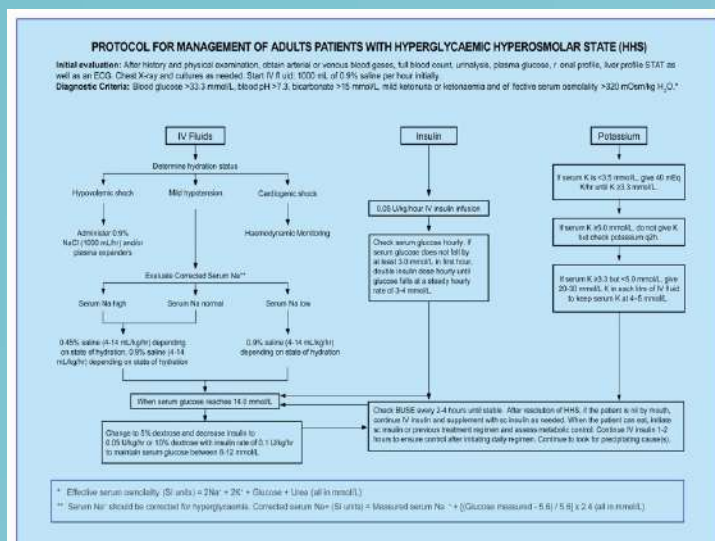 PROTOCOL FOR MANAGEMENT OF ADULTS PATIENTS WITH HYPERGLYCAEMIC HYPEROSMOLAR STATE (HHS)
Initial evaluation: After history and physical examination, obtain arterial or venous blood gases, full blood count, urinalysis, plasma glucose, r enal profile, liver profile STAT
as well as an ECG. Chest X-ray and cultures as needed. Start IV fl uid: 1000 mL of 0.9% saline per hour initially.
Diagnostic Criteria: Blood glucose >33.3 mmol/L, blood pH >7.3, bicarbonate >15 mmol/L, mild ketonuria or ketonaemia and ef fective serum osmolality >320 mOsm/kg H₂O.*
IV Fluids
Determine hydration status
Hypovolemic shock
Mild hypotension
Cardiogenic shock
Administer 0.9%
NaCl (1000 mL/hr) and/or
plasma expanders
Haemodynamic Monitoring
Evaluate Corrected Serum Na⁺**
Serum Na high
Serum Na normal
Serum Na low
0.45% saline (4-14 mL/kg/hr) depending
on state of hydration, 0.9% saline (4-14
mL/kg/hr) depending on state of hydration
0.9% saline (4-14 mL/kg/hr)
depending on state of hydration
When serum glucose reaches 14.0 mmol/L
Change to 5% dextrose and decrease insulin to
0.05 U/kg/hr or 10% dextrose with insulin rate of 0.1 U/kg/hr
to maintain serum glucose between 8-12 mmol/L
Insulin
0.05 U/kg/hour IV insulin infusion
Check serum glucose hourly. If
serum glucose does not fall by
at least 3.0 mmol/L in first hour,
double insulin dose hourly until
glucose falls at a steady hourly
rate of 3-4 mmol/L.
Potassium
If serum K is <3.5 mmol/L, give 40 mEq
K/hr until K ≥3.3 mmol/L.
If serum K ≥5.0 mmol/L, do not give K
but check potassium q2h.
If serum K ≥3.3 but <5.0 mmol/L, give
20-30 mmol/L K in each litre of IV fluid
to keep serum K at 4–5 mmol/L
Check BUSE every 2-4 hours until stable. After resolution of HHS, if the patient is nil by mouth,
continue IV insulin and supplement with sc insulin as needed. When the patient can eat, initiate
sc insulin or previous treatment regimen and assess metabolic control. Continue IV insulin 1-2
hours to ensure control after initiating daily regimen. Continue to look for precipitating cause(s).
* Effective serum osmolality (SI units) = 2Na⁺ + 2K⁺ + Glucose + Urea (all in mmol/L)
** Serum Na⁺ should be corrected for hyperglycaemia. Corrected serum Na+ (SI units) = Measured serum Na ⁺ + [(Glucose measured - 5.6) / 5.6] x 2.4 (all in mmol/L)